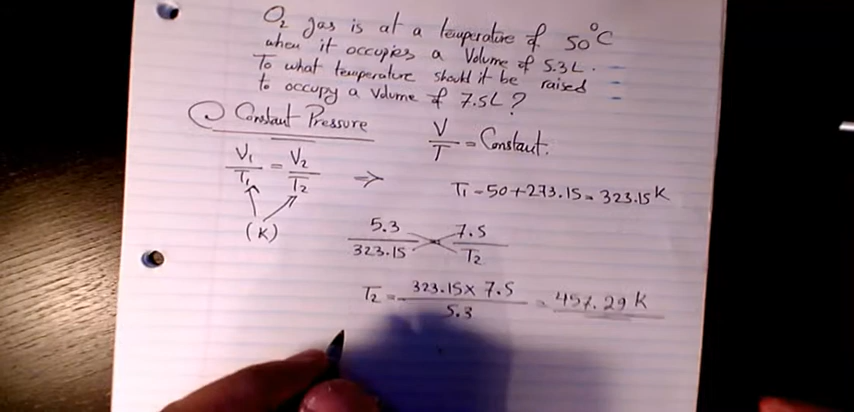 O₂ gas is at a temperature of 50°C
when it occupies a Volume of 5.3L.
To what temperature should it be raised
to occupy a Volume of 7.5L?
@ Constant Pressure
V/T = Constant.
V₁/T₁ = V₂/T₂ ⇒
T₁ = 50+273.15 = 323.15 K
(K)
5.3/323.15 7.5/T₂
T₂ = 323.15 x 7.5 / 5.3 = 457.29 K